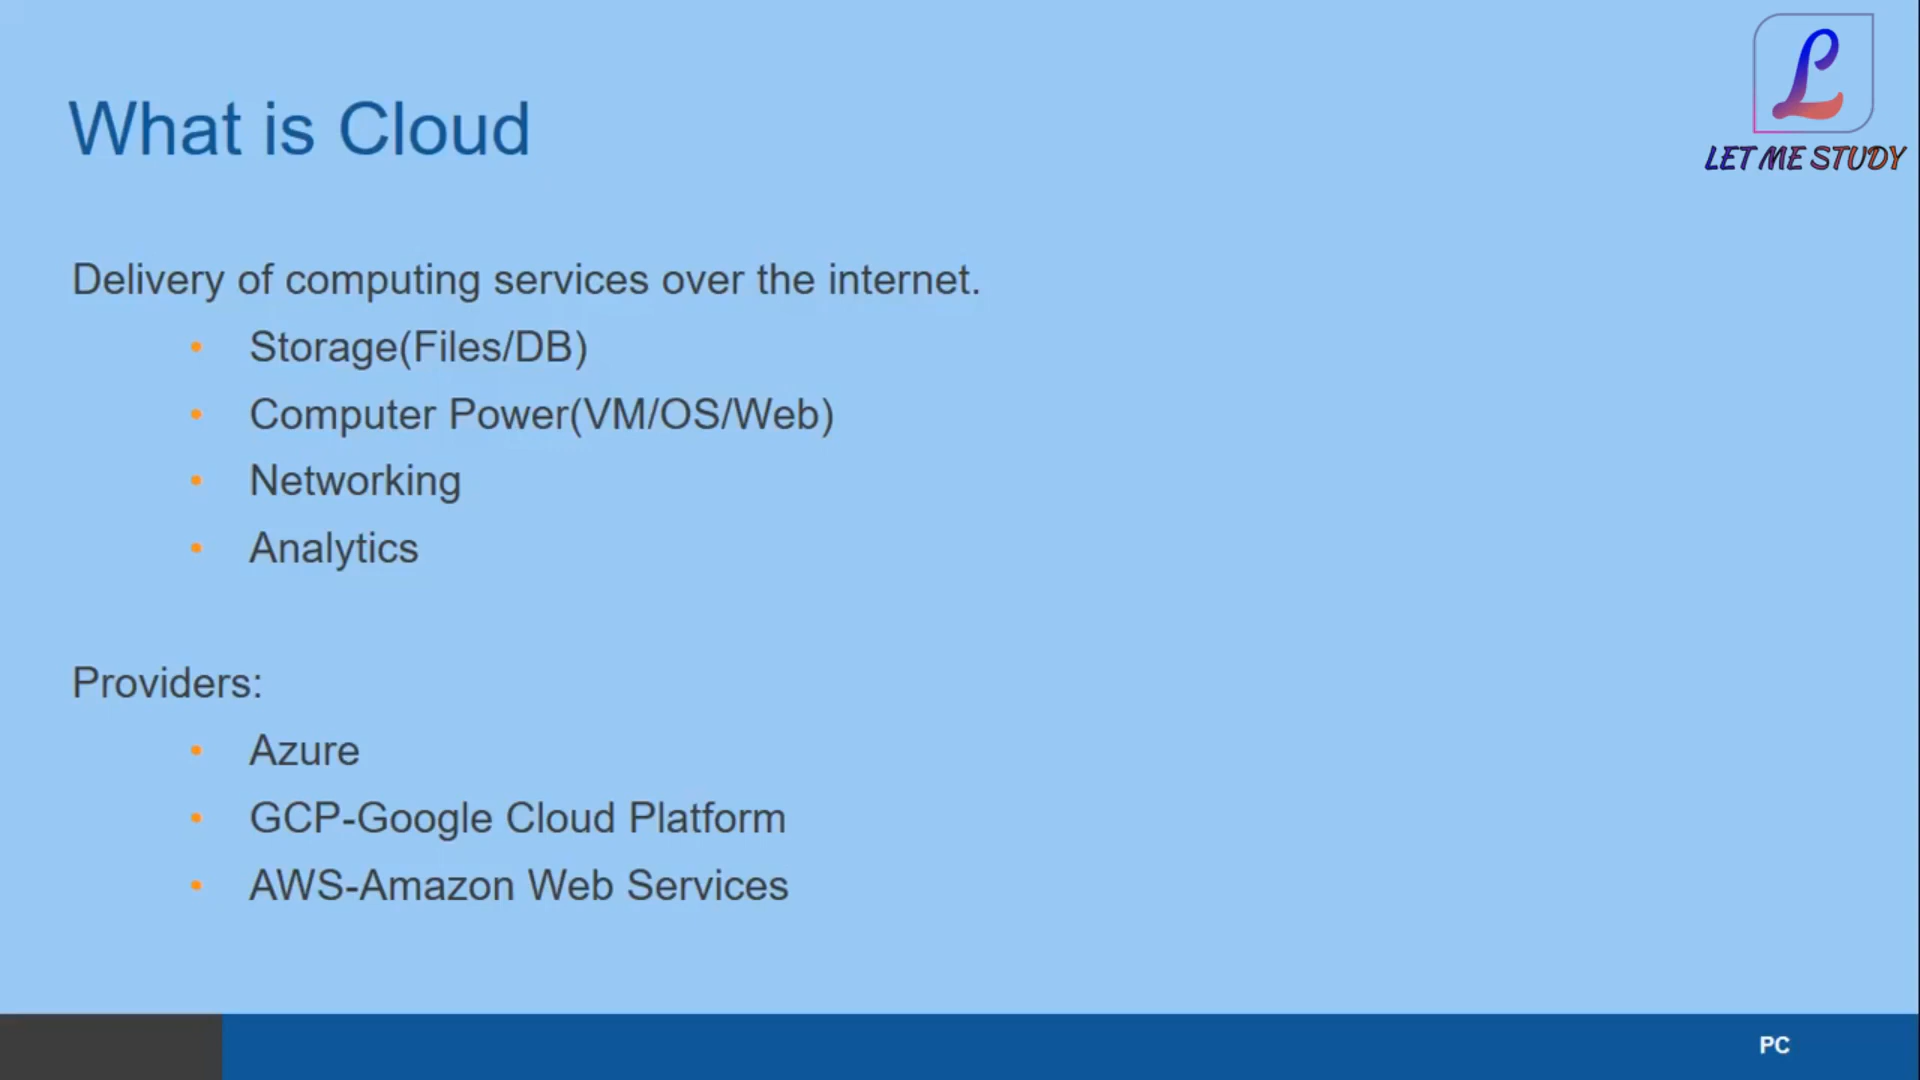 L
LET ME STUDY
What is Cloud
Delivery of computing services over the internet.
• Storage(Files/DB)
• Computer Power(VM/OS/Web)
• Networking
• Analytics
Providers:
• Azure
• GCP-Google Cloud Platform
• AWS-Amazon Web Services
PC